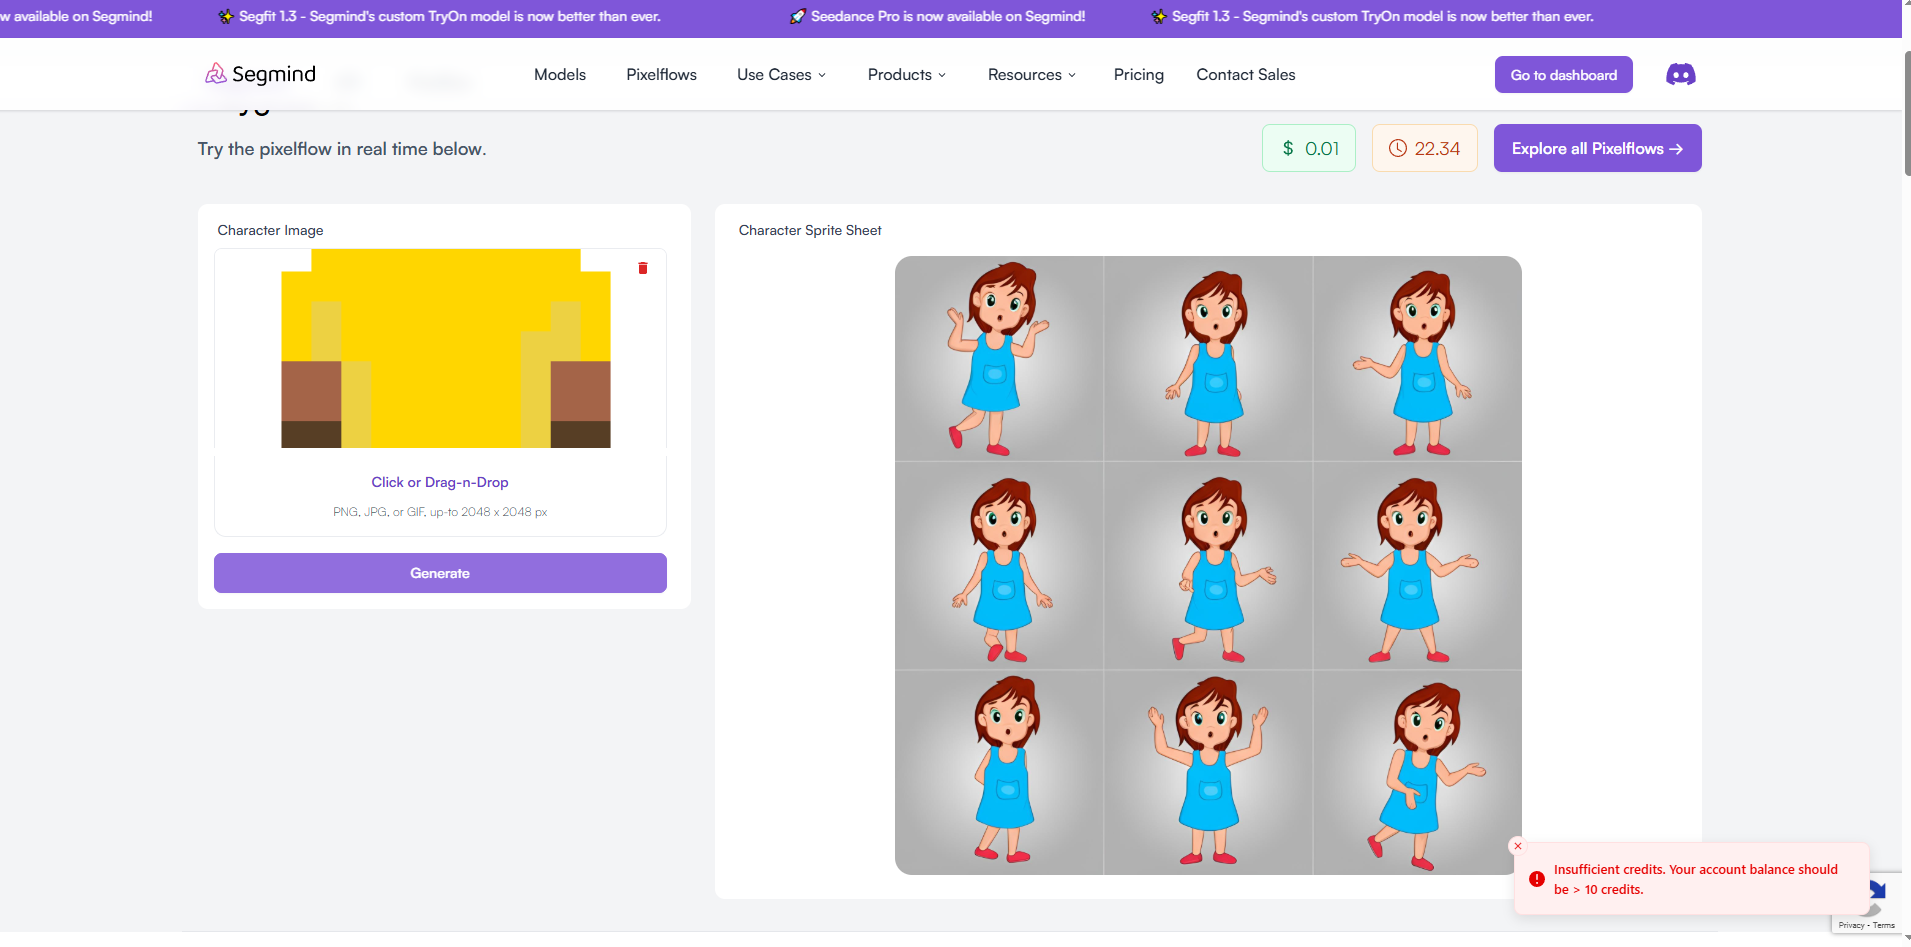 w available on Segmind!
✨ Segfit 1.3 - Segmind's custom TryOn model is now better than ever.
🚀 Seedance Pro is now available on Segmind!
✨ Segfit 1.3 - Segmind's custom TryOn model is now better than ever.
Segmind
Models
Pixelflows
Use Cases
Products
Resources
Pricing
Contact Sales
Go to dashboard
Try the pixelflow in real time below.
$ 0.01
22.34
Explore all Pixelflows →
Character Image
Click or Drag-n-Drop
PNG, JPG, or GIF, up-to 2048 x 2048 px
Generate
Character Sprite Sheet
Insufficient credits. Your account balance should
be > 10 credits.
Privacy - Terms